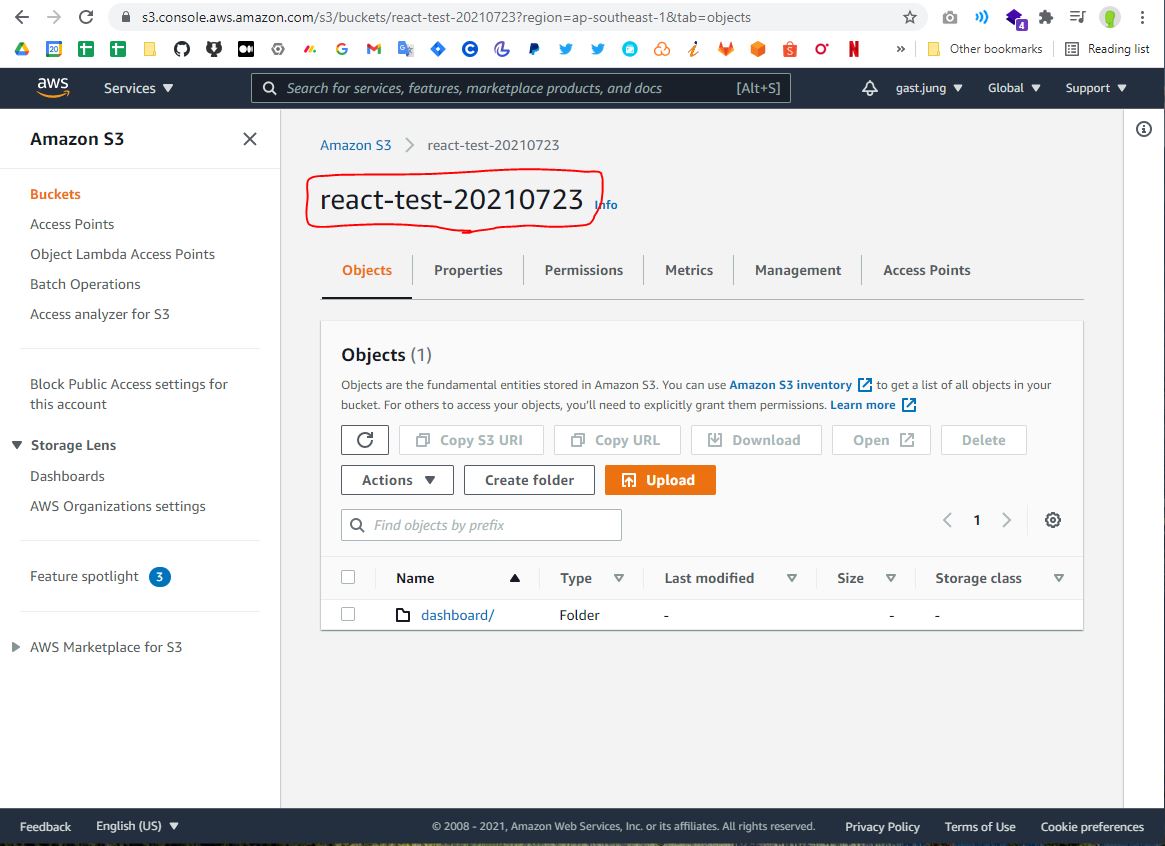 s3.console.aws.amazon.com/s3/buckets/react-test-20210723?region=ap-southeast-1&tab=objects
4
20
Other bookmarks
Reading list
aws
Services
Search for services, features, marketplace products, and docs
[Alt+S]
gast.jung
Global
Support
Amazon S3
Buckets
Access Points
Object Lambda Access Points
Batch Operations
Access analyzer for S3
Block Public Access settings for
this account
Storage Lens
Dashboards
AWS Organizations settings
Feature spotlight 3
AWS Marketplace for S3
Amazon S3 > react-test-20210723
react-test-20210723
Info
Objects
Properties
Permissions
Metrics
Management
Access Points
Objects (1)
Objects are the fundamental entities stored in Amazon S3. You can use Amazon S3 inventory to get a list of all objects in your
bucket. For others to access your objects, you'll need to explicitly grant them permissions. Learn more
Copy S3 URI
Copy URL
Download
Open
Delete
Actions
Create folder
Upload
Find objects by prefix
1
Name
Type
Last modified
Size
Storage class
dashboard/
Folder
-
-
-
Feedback
English (US)
© 2008 - 2021, Amazon Web Services, Inc. or its affiliates. All rights reserved.
Privacy Policy
Terms of Use
Cookie preferences